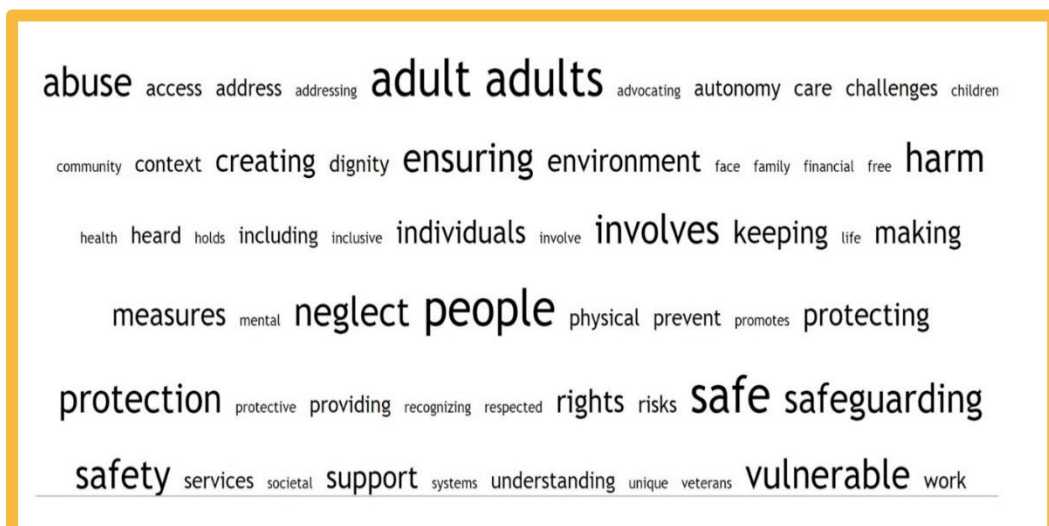 abuse access address addressing adult adults advocating autonomy care challenges children
community context creating dignity ensuring environment face family financial free harm
health heard holds including inclusive individuals involve involves keeping life making
measures mental neglect people physical prevent promotes protecting
protection protective providing recognizing respected rights risks safe safeguarding
safety services societal support systems understanding unique veterans vulnerable work